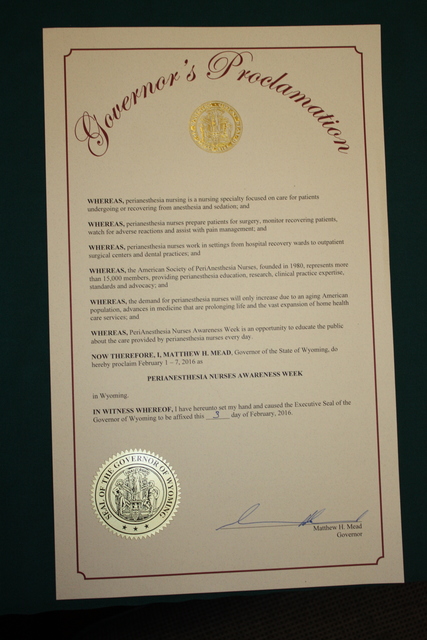 Governor's Proclamation
WHEREAS, perianesthesia nursing is a nursing specialty focused on care for patients
undergoing or recovering from anesthesia and sedation; and
WHEREAS, perianesthesia nurses prepare patients for surgery, monitor recovering patients,
watch for adverse reactions and assist with pain management; and
WHEREAS, perianesthesia nurses work in settings from hospital recovery wards to outpatient
surgical centers and dental practices; and
WHEREAS, the American Society of PeriAnesthesia Nurses, founded in 1980, represents more
than 15,000 members, providing perianesthesia education, research, clinical practice expertise,
standards and advocacy; and
WHEREAS, the demand for perianesthesia nurses will only increase due to an aging American
population, advances in medicine that are prolonging life and the vast expansion of home health
care services; and
WHEREAS, PeriAnesthesia Nurses Awareness Week is an opportunity to educate the public
about the care provided by perianesthesia nurses every day.
NOW THEREFORE, I, MATTHEW H. MEAD, Governor of the State of Wyoming, do
hereby proclaim February 1 – 7, 2016 as
PERIANESTHESIA NURSES AWARENESS WEEK
in Wyoming.
IN WITNESS WHEREOF, I have hereunto set my hand and caused the Executive Seal of the
Governor of Wyoming to be affixed this 3 day of February, 2016.
SEAL OF THE GOVERNOR OF WYOMING
Matthew H. Mead
Governor